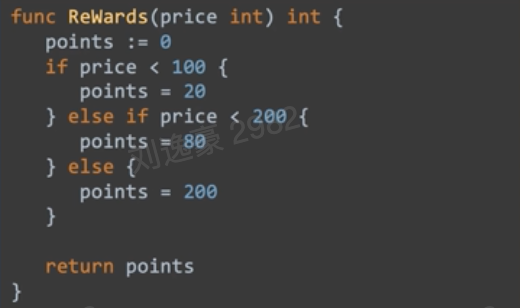 func ReWards(price int) int {
   points := 0
   if price < 100 {
      points = 20
   } else if price < 200 {
      points = 80
   } else {
      points = 200
   }

   return points
}
刘逸豪 2982